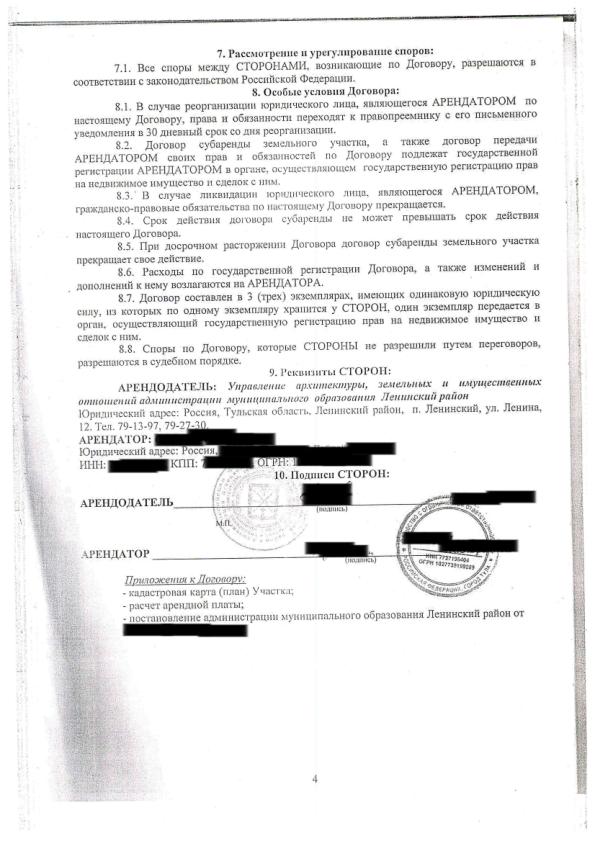 7. Рассмотрение и урегулирование споров:
7.1. Все споры между СТОРОНАМИ, возникающие по Договору, разрешаются в
соответствии с законодательством Российской Федерации.
8. Особые условия Договора:
8.1. В случае реорганизации юридического лица, являющегося АРЕНДАТОРОМ по
настоящему Договору, права и обязанности переходят к правопреемнику с его письменного
уведомления в 30 дневный срок со дня реорганизации.
8.2. Договор субаренды земельного участка, а также договор передачи
АРЕНДАТОРОМ своих прав и обязанностей по Договору подлежат государственной
регистрации АРЕНДАТОРОМ в органе, осуществляющем государственную регистрацию прав
на недвижимое имущество и сделок с ним.
8.3. В случае ликвидации юридического лица, являющегося АРЕНДАТОРОМ,
гражданско-правовые обязательства по настоящему Договору прекращается.
8.4. Срок действия договора субаренды не может превышать срок действия
настоящего Договора.
8.5. При досрочном расторжении Договора договор субаренды земельного участка
прекращает свое действие.
8.6. Расходы по государственной регистрации Договора, а также изменений и
дополнений к нему возлагаются на АРЕНДАТОРА.
8.7. Договор составлен в 3 (трех) экземплярах, имеющих одинаковую юридическую
силу, из которых по одному экземпляру хранится у СТОРОН, один экземпляр передается в
орган, осуществляющий государственную регистрацию прав на недвижимое имущество и
сделок с ним.
8.8. Споры по Договору, которые СТОРОНЫ не разрешили путем переговоров,
разрешаются в судебном порядке.
9. Реквизиты СТОРОН:
АРЕНДОДАТЕЛЬ: Управление архитектуры, земельных и имущественных
отношений администрации муниципального образования Ленинский район
Юридический адрес: Россия, Тульская область, Ленинский район, п. Ленинский, ул. Ленина,
12. Тел. 79-13-97, 79-27-30.
АРЕНДАТОР:
Юридический адрес: Россия,
ИНН: КПП: 7 ОГРН: 1
10. Подписи СТОРОН:
АРЕНДОДАТЕЛЬ
(подпись)
М.П.
АРЕНДАТОР
(подпись)
Приложения к Договору:
- кадастровая карта (план) Участка;
- расчет арендной платы;
- постановление администрации муниципального образования Ленинский район от
4